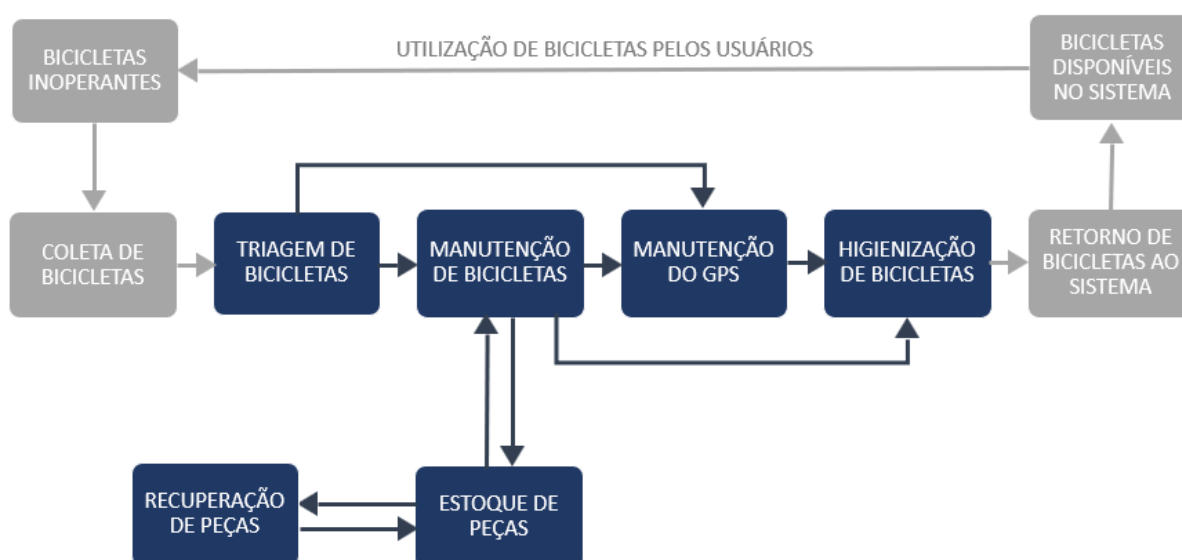 BICICLETAS
INOPERANTES
UTILIZAÇÃO DE BICICLETAS PELOS USUÁRIOS
BICICLETAS
DISPONÍVEIS
NO SISTEMA
COLETA DE
BICICLETAS
TRIAGEM DE
BICICLETAS
MANUTENÇÃO
DE BICICLETAS
MANUTENÇÃO
DO GPS
HIGIENIZAÇÃO
DE BICICLETAS
RETORNO DE
BICICLETAS AO
SISTEMA
RECUPERAÇÃO
DE PEÇAS
ESTOQUE DE
PEÇAS